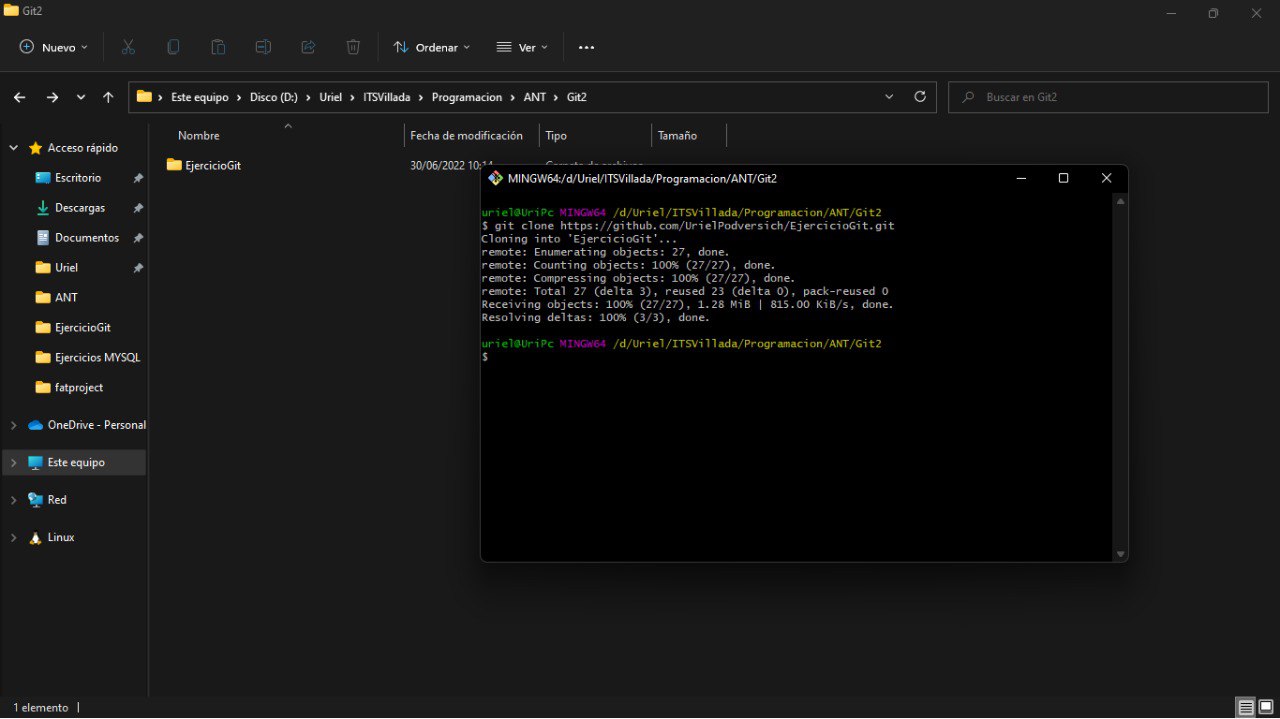 Git2
Nuevo
Ordenar
Ver
Este equipo
Disco (D:)
Uriel
ITSVillada
Programacion
ANT
Git2
Buscar en Git2
Nombre
Fecha de modificación
Tipo
Tamaño
EjercicioGit
30/06/2022 10:14
Carpeta de archivos
Acceso rápido
Escritorio
Descargas
Documentos
Uriel
ANT
EjercicioGit
Ejercicios MYSQL
fatproject
OneDrive - Personal
Este equipo
Red
Linux
MINGW64:/d/Uriel/ITSVillada/Programacion/ANT/Git2
uriel@UriPc MINGW64 /d/Uriel/ITSVillada/Programacion/ANT/Git2
$ git clone https://github.com/UrielPodversich/EjercicioGit.git
Cloning into 'EjercicioGit'...
remote: Enumerating objects: 27, done.
remote: Counting objects: 100% (27/27), done.
remote: Compressing objects: 100% (27/27), done.
remote: Total 27 (delta 3), reused 23 (delta 0), pack-reused 0
Receiving objects: 100% (27/27), 1.28 MiB | 815.00 KiB/s, done.
Resolving deltas: 100% (3/3), done.
uriel@UriPc MINGW64 /d/Uriel/ITSVillada/Programacion/ANT/Git2
$
1 elemento